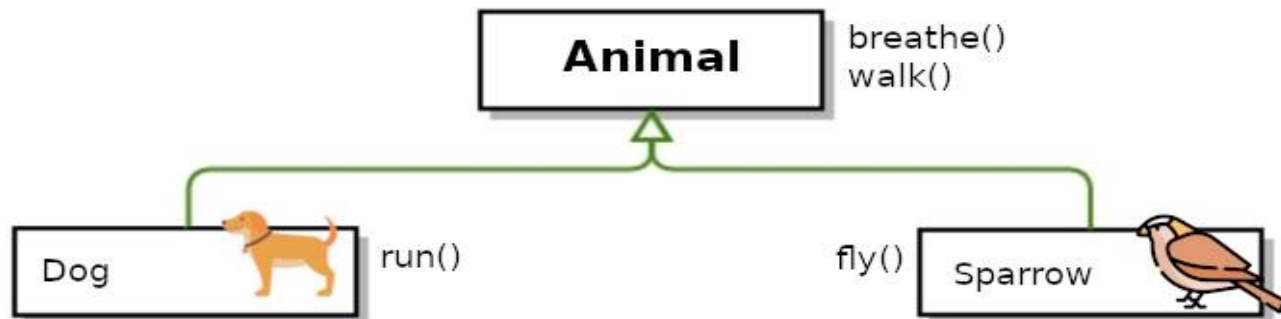 Animal
breathe()
walk()
Dog
run()
fly()
Sparrow